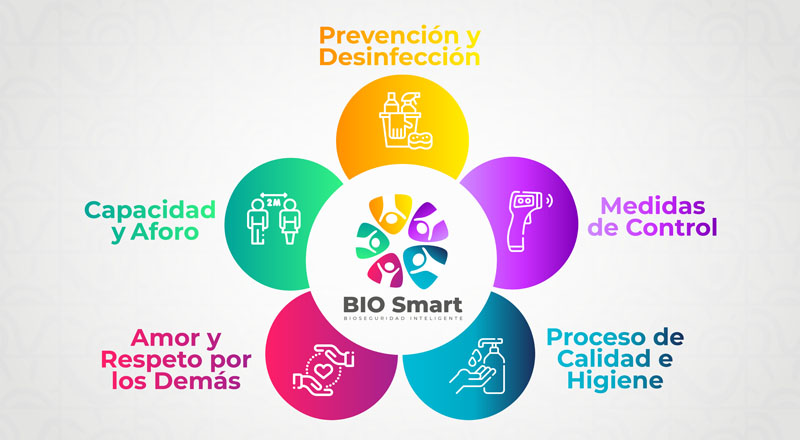 Prevención y
Desinfección
Capacidad
y Aforo
2M
Medidas
de Control
BIO Smart
BIOSEGURIDAD INTELIGENTE
Amor y
Respeto por
los Demás
Proceso de
Calidad e
Higiene